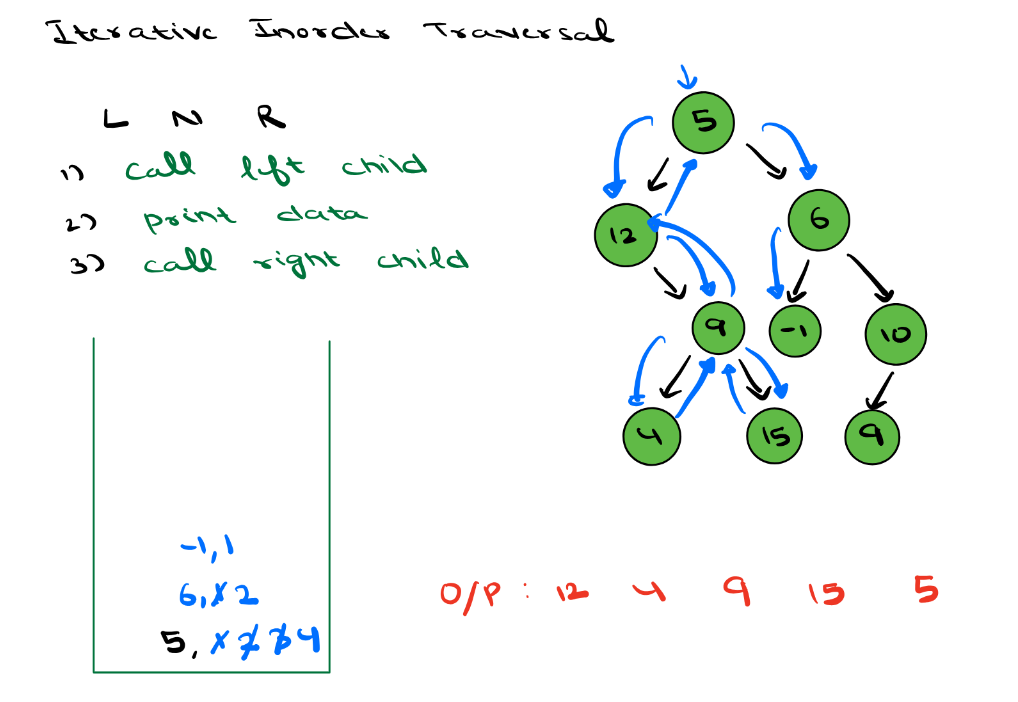 Iterative Inorder Traversal
L N R
1) call left child
2) print data
3) call right child
5
12
6
9
-1
10
4
15
9
-1, 1
6, 1 2
5, 1 2 3 4
O/P : 12 4 9 15 5